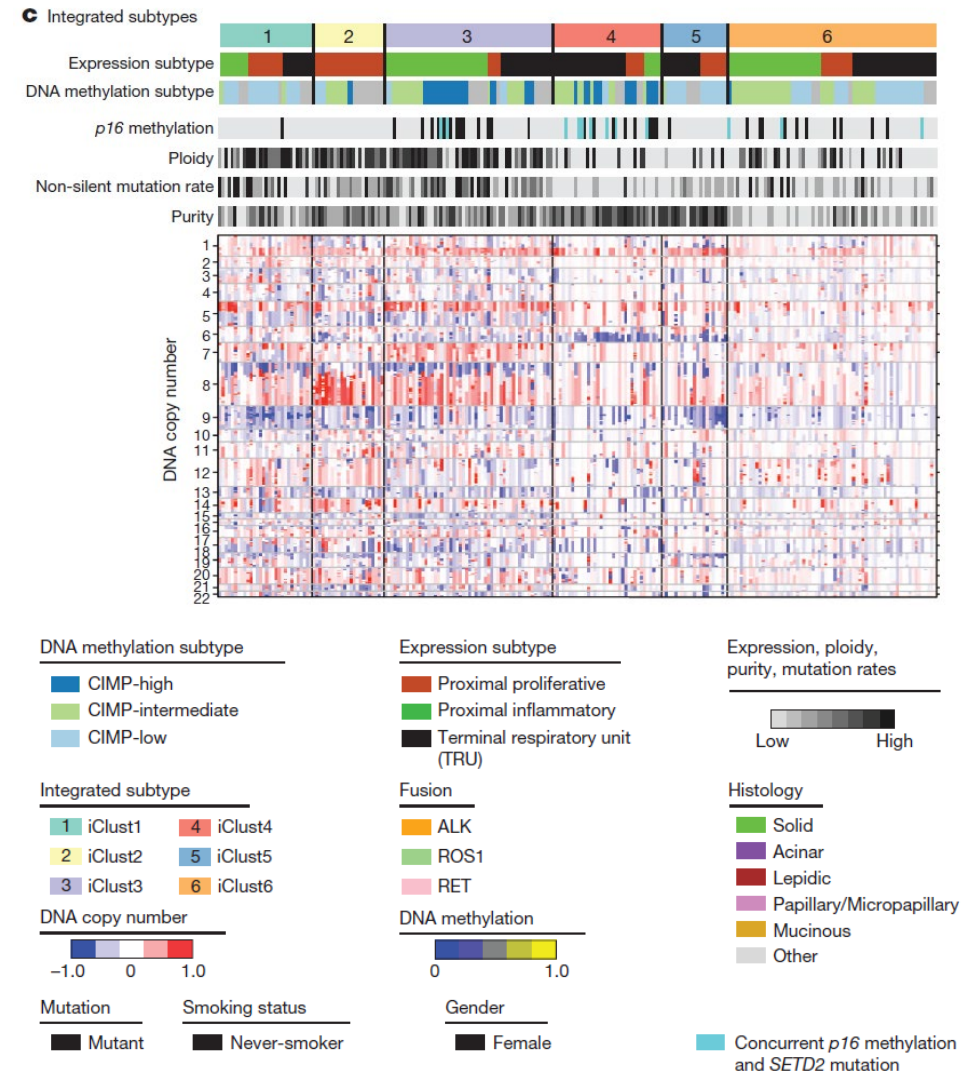 c Integrated subtypes
1 2 3 4 5 6
Expression subtype
DNA methylation subtype
p16 methylation
Ploidy
Non-silent mutation rate
Purity
DNA copy number
1
2
3
4
5
6
7
8
9
10
11
12
13
14
15
16
17
18
19
20
21
22
DNA methylation subtype
CIMP-high
CIMP-intermediate
CIMP-low
Expression subtype
Proximal proliferative
Proximal inflammatory
Terminal respiratory unit
(TRU)
Expression, ploidy,
purity, mutation rates
Low High
Integrated subtype
1 iClust1 4 iClust4
2 iClust2 5 iClust5
3 iClust3 6 iClust6
Fusion
ALK
ROS1
RET
Histology
Solid
Acinar
Lepidic
Papillary/Micropapillary
Mucinous
Other
DNA copy number
−1.0 0 1.0
DNA methylation
0 1.0
Mutation
Mutant
Smoking status
Never-smoker
Gender
Female
Concurrent p16 methylation
and SETD2 mutation